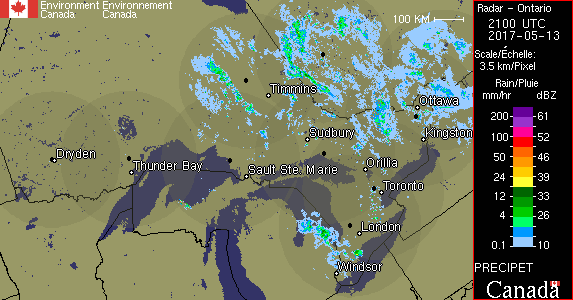 Environment Environnement
Canada Canada
100 KM
Timmins
Ottawa
Sudbury
Kingston
Dryden
Thunder Bay
Sault Ste. Marie
Orillia
Toronto
London
Windsor
Radar - Ontario
2100 UTC
2017-05-13
Scale/Échelle:
3.5 km/Pixel
Rain/Pluie
mm/hr dBZ
200 61
100 52
50 46
24 39
12 33
4 26
0.1 10
PRECIPET
Canada